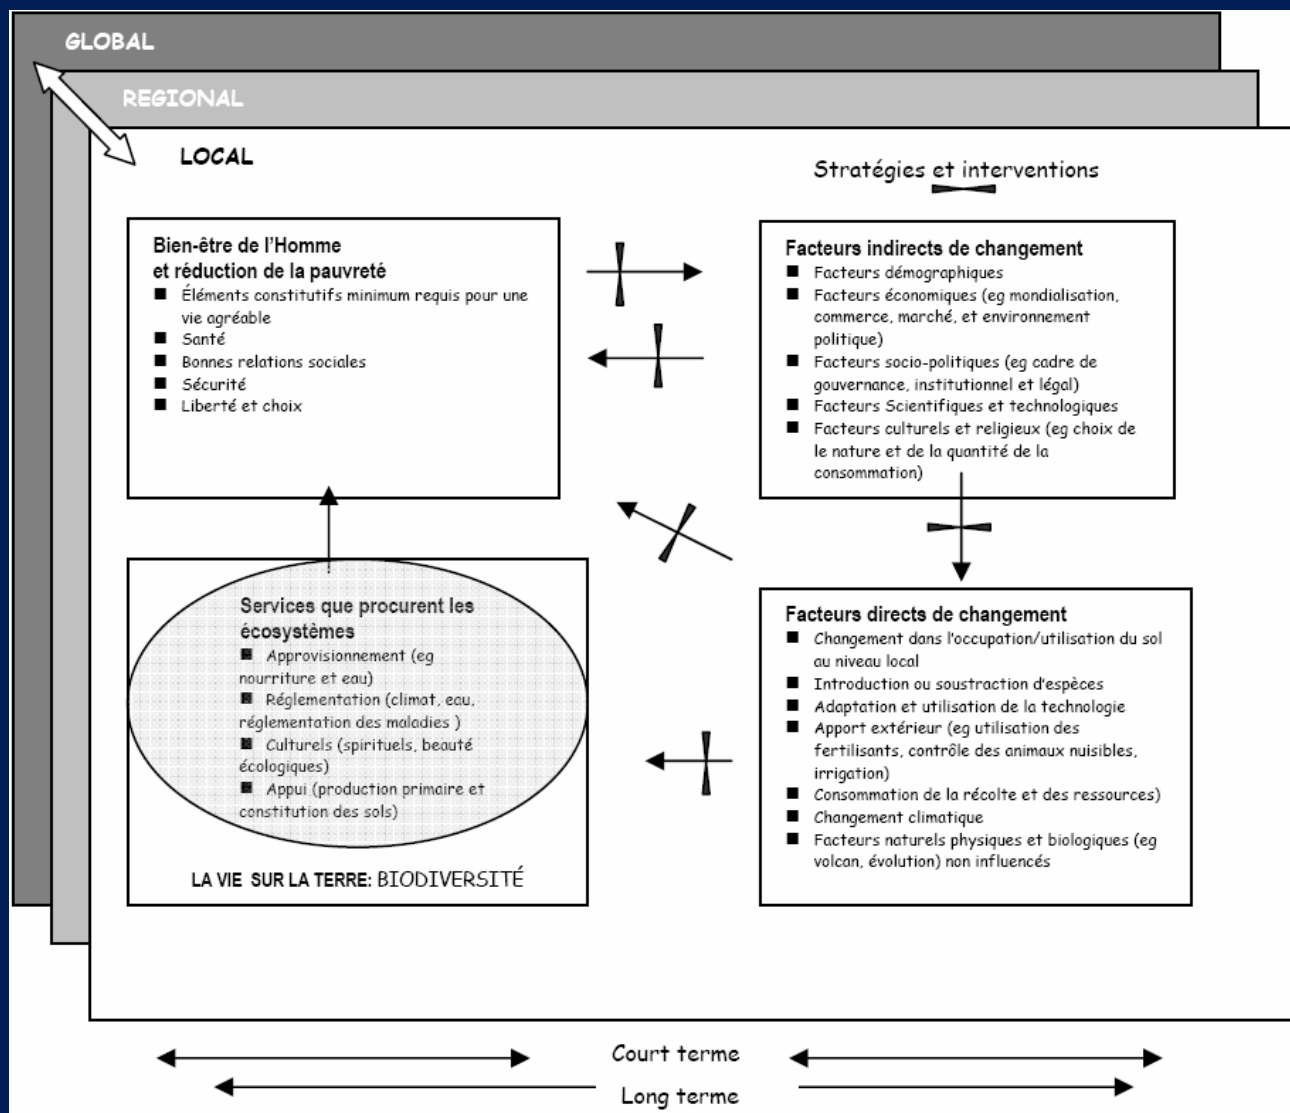 GLOBAL
REGIONAL
LOCAL
Stratégies et interventions
Bien-être de l'Homme
et réduction de la pauvreté
Éléments constitutifs minimum requis pour une
vie agréable
Santé
Bonnes relations sociales
Sécurité
Liberté et choix
Facteurs indirects de changement
Facteurs démographiques
Facteurs économiques (eg mondialisation,
commerce, marché, et environnement
politique)
Facteurs socio-politiques (eg cadre de
gouvernance, institutionnel et légal)
Facteurs Scientifiques et technologiques
Facteurs culturels et religieux (eg choix de
le nature et de la quantité de la
consommation)
Services que procurent les
écosystèmes
Approvisionnement (eg
nourriture et eau)
Réglementation (climat, eau,
réglementation des maladies )
Culturels (spirituels, beauté
écologiques)
Appui (production primaire et
constitution des sols)
LA VIE SUR LA TERRE: BIODIVERSITÉ
Facteurs directs de changement
Changement dans l'occupation/utilisation du sol
au niveau local
Introduction ou soustraction d'espèces
Adaptation et utilisation de la technologie
Apport extérieur (eg utilisation des
fertilisants, contrôle des animaux nuisibles,
irrigation)
Consommation de la récolte et des ressources)
Changement climatique
Facteurs naturels physiques et biologiques (eg
volcan, évolution) non influencés
Court terme
Long terme